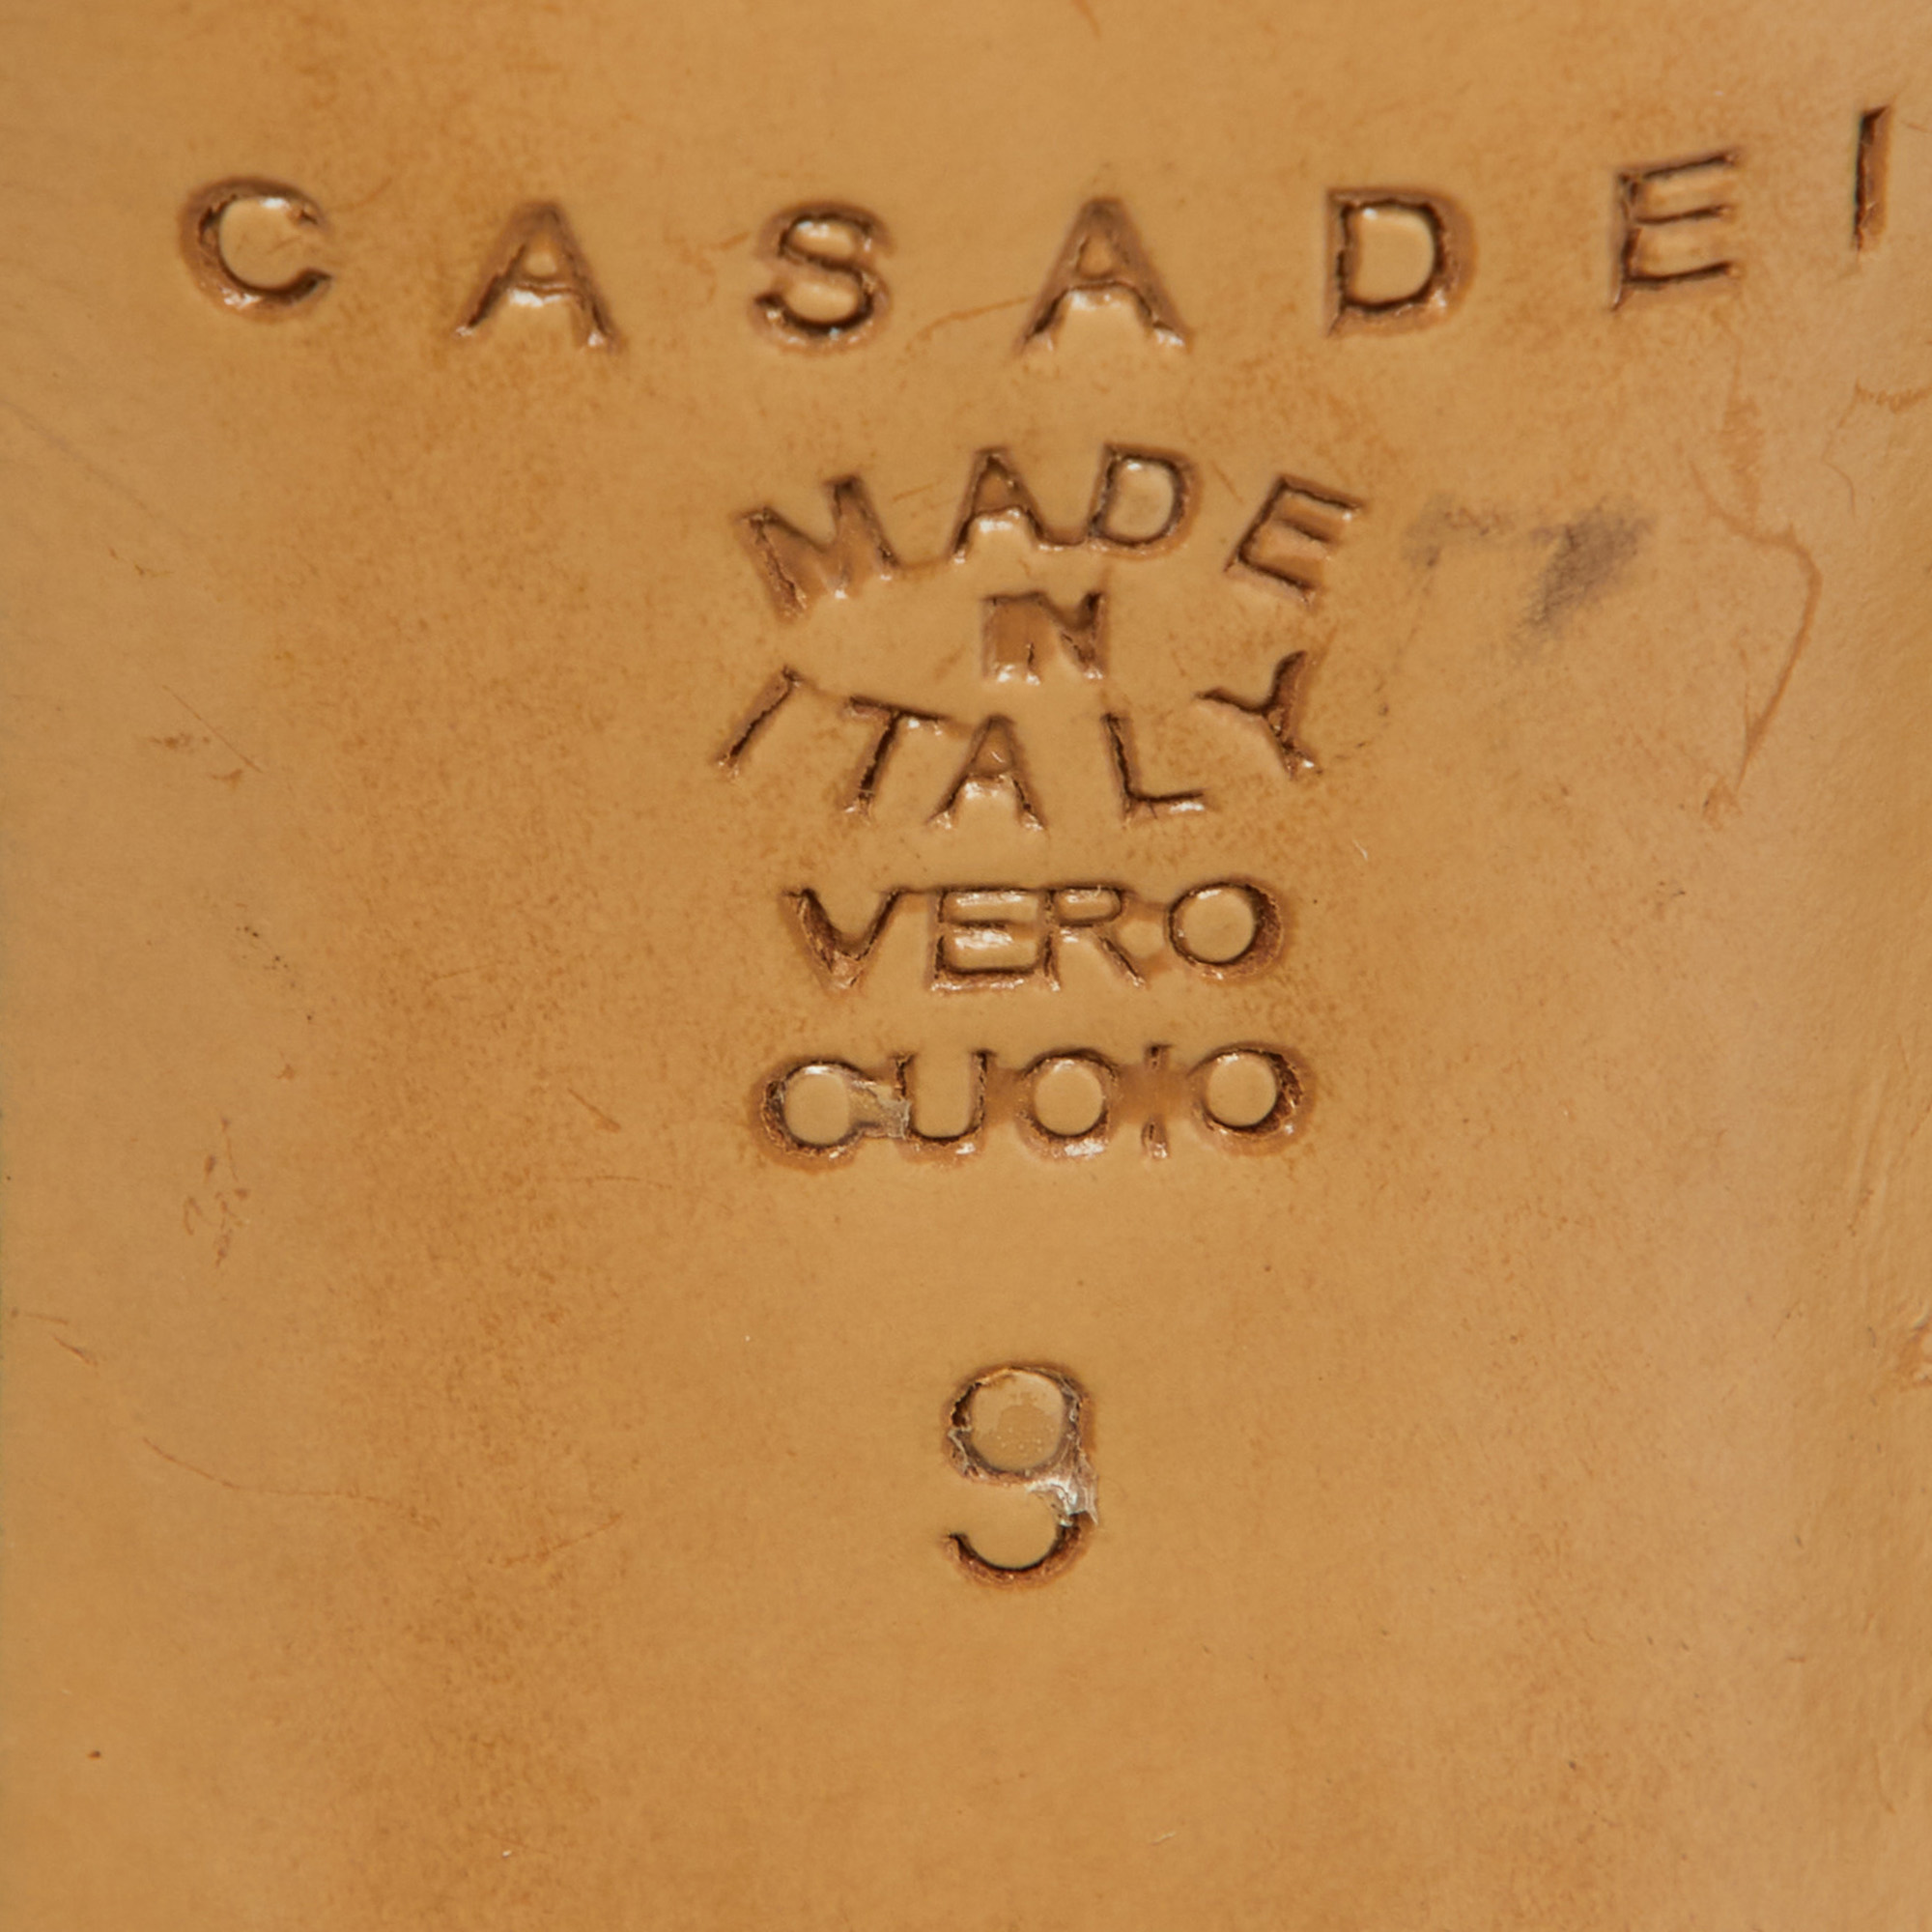 CASADEI
MADE
IN
ITALY
VERO
CUOIO
9